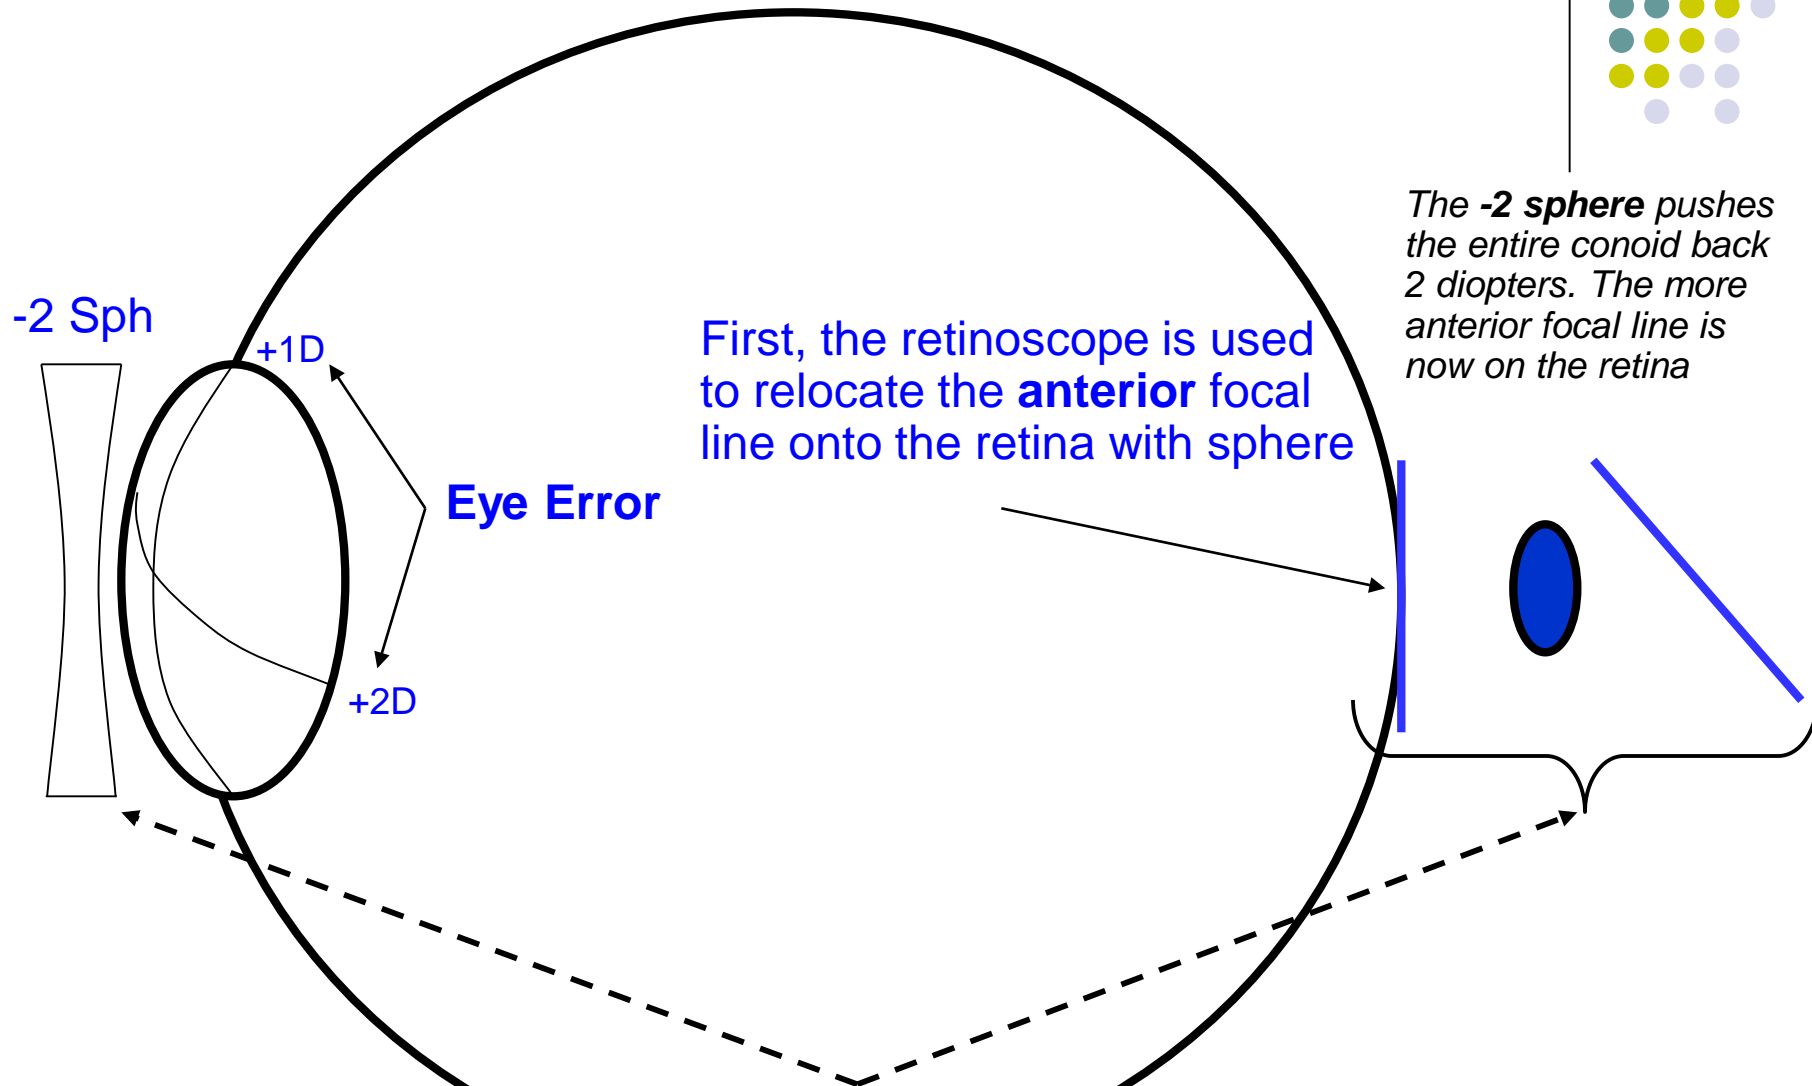 The -2 sphere pushes
the entire conoid back
2 diopters. The more
anterior focal line is
now on the retina
-2 Sph
+1D
First, the retinoscope is used
to relocate the anterior focal
line onto the retina with sphere
Eye Error
+2D